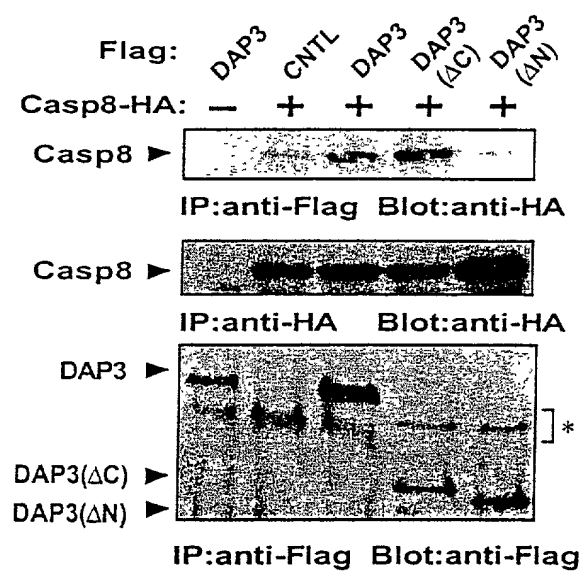 Flag: DAP3 CNTL DAP3 DAP3 (ΔC) DAP3 (ΔN)
Casp8-HA: − + + + +
Casp8 ►
IP:anti-Flag Blot:anti-HA
Casp8 ►
IP:anti-HA Blot:anti-HA
DAP3 ►
*
DAP3(ΔC) ►
DAP3(ΔN) ►
IP:anti-Flag Blot:anti-Flag